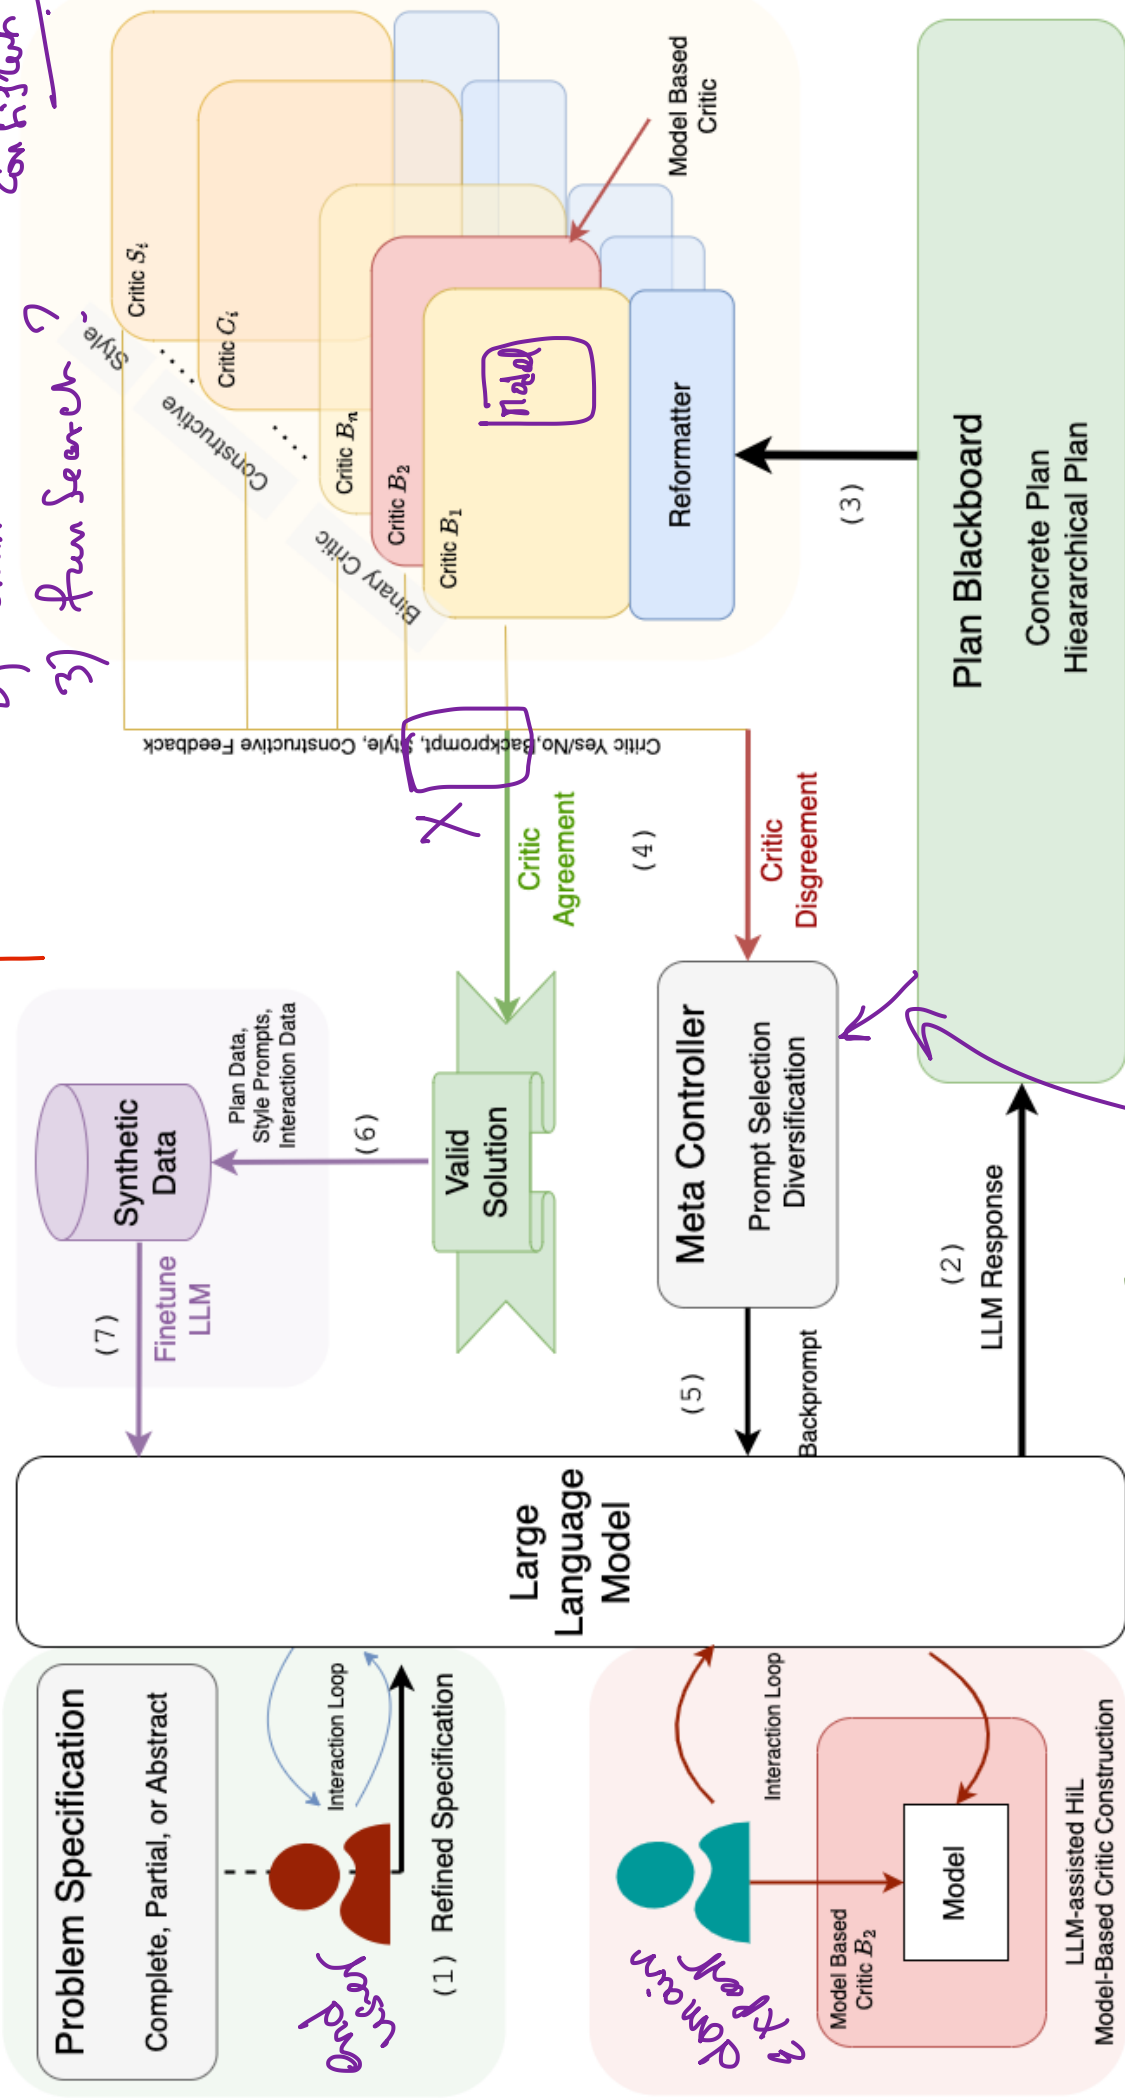 Problem Specification
Complete, Partial, or Abstract
Interaction Loop
(1) Refined Specification
end
user
domain
expert
Interaction Loop
Model Based
Critic B₂
Model
LLM-assisted HiL
Model-Based Critic Construction
Large
Language
Model
(7)
Finetune
LLM
Synthetic
Data
Plan Data,
Style Prompts,
Interaction Data
(6)
Valid
Solution
(5)
Backprompt
Meta Controller
Prompt Selection
Diversification
(2)
LLM Response
Critic
Agreement
(4)
Critic
Disgreement
X
Critic Yes/No,Backprompt, Style, Constructive Feedback
3) from Search ?
Style
....
Constructive
....
Binary Critic
Critic Sᵢ
Critic Cᵢ
Critic Bₙ
Critic B₂
Critic B₁
Model
Reformatter
Model Based
Critic
(3)
Plan Blackboard
Concrete Plan
Hieararchical Plan